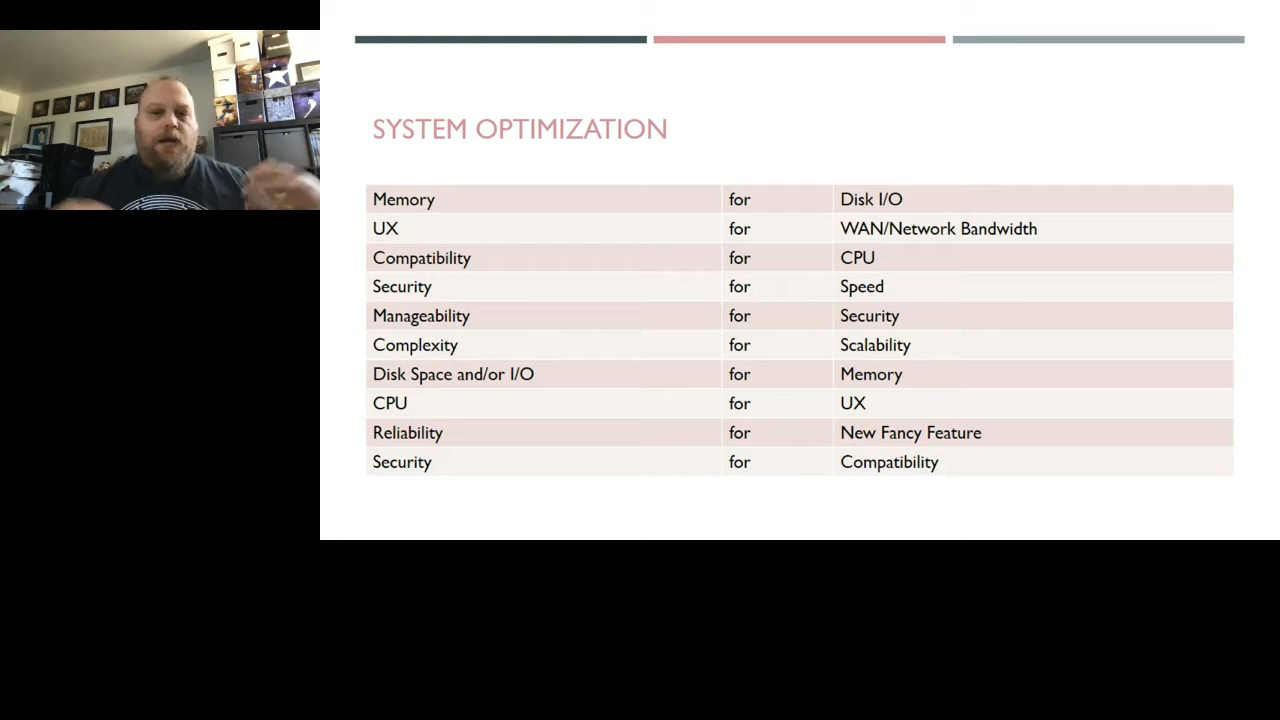 SYSTEM OPTIMIZATION
Memory for Disk I/O
UX for WAN/Network Bandwidth
Compatibility for CPU
Security for Speed
Manageability for Security
Complexity for Scalability
Disk Space and/or I/O for Memory
CPU for UX
Reliability for New Fancy Feature
Security for Compatibility